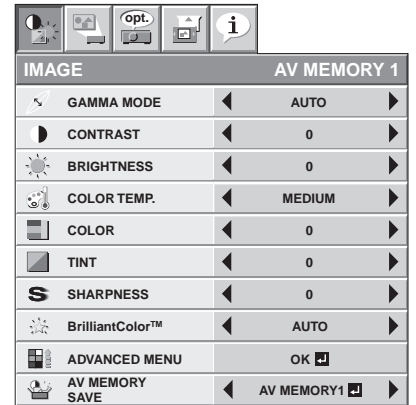 opt.
i
IMAGE AV MEMORY 1
GAMMA MODE AUTO
CONTRAST 0
BRIGHTNESS 0
COLOR TEMP. MEDIUM
COLOR 0
TINT 0
S SHARPNESS 0
BrilliantColor™ AUTO
ADVANCED MENU OK
AV MEMORY
SAVE AV MEMORY1